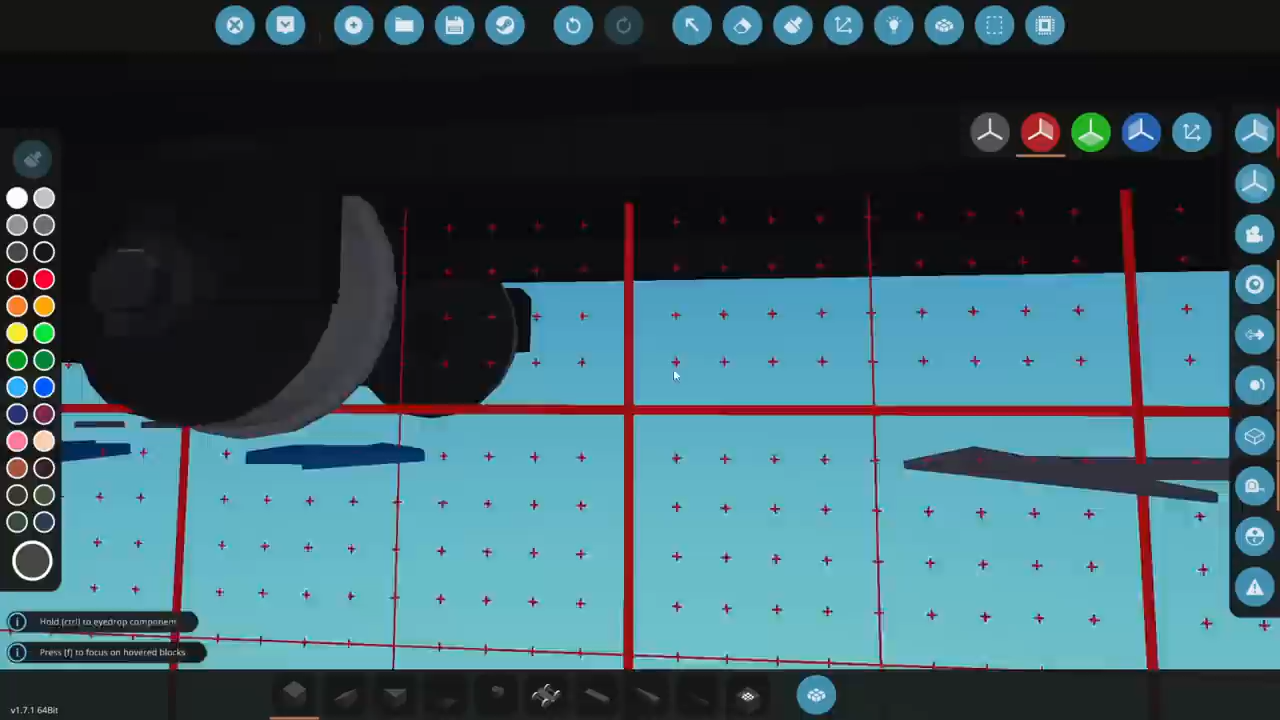 Hold [ctrl] to eyedrop component
Press [f] to focus on hovered blocks
v1.7.1 64Bit